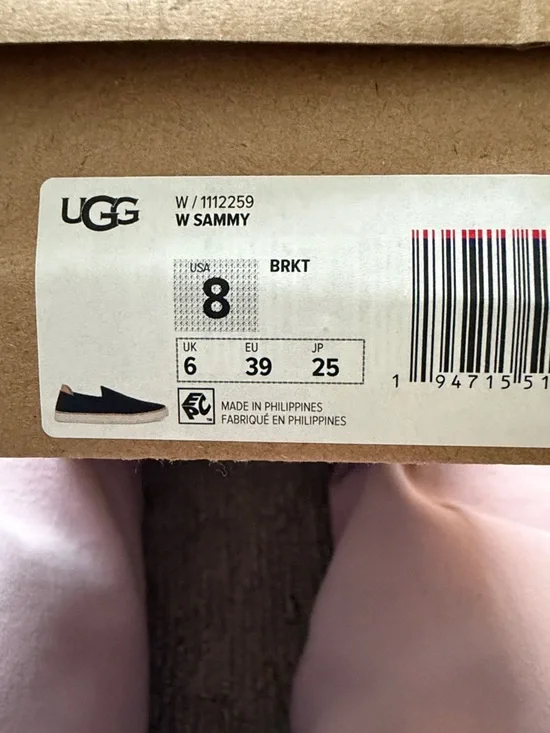 UGG
W / 1112259
W SAMMY
USA
8
BRKT
UK EU JP
6 39 25
EPC
MADE IN PHILIPPINES
FABRIQUÉ EN PHILIPPINES
1 94715 51